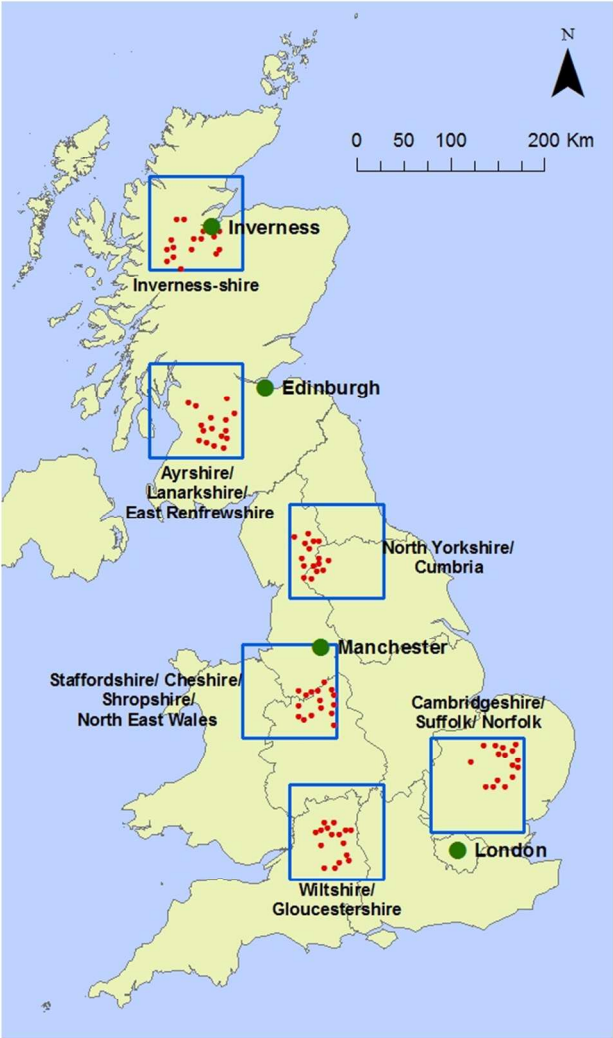 N
0 50 100 200 Km
Inverness
Inverness-shire
Edinburgh
Ayrshire/
Lanarkshire/
East Renfrewshire
North Yorkshire/
Cumbria
Manchester
Staffordshire/ Cheshire/
Shropshire/
North East Wales
Cambridgeshire/
Suffolk/ Norfolk
London
Wiltshire/
Gloucestershire